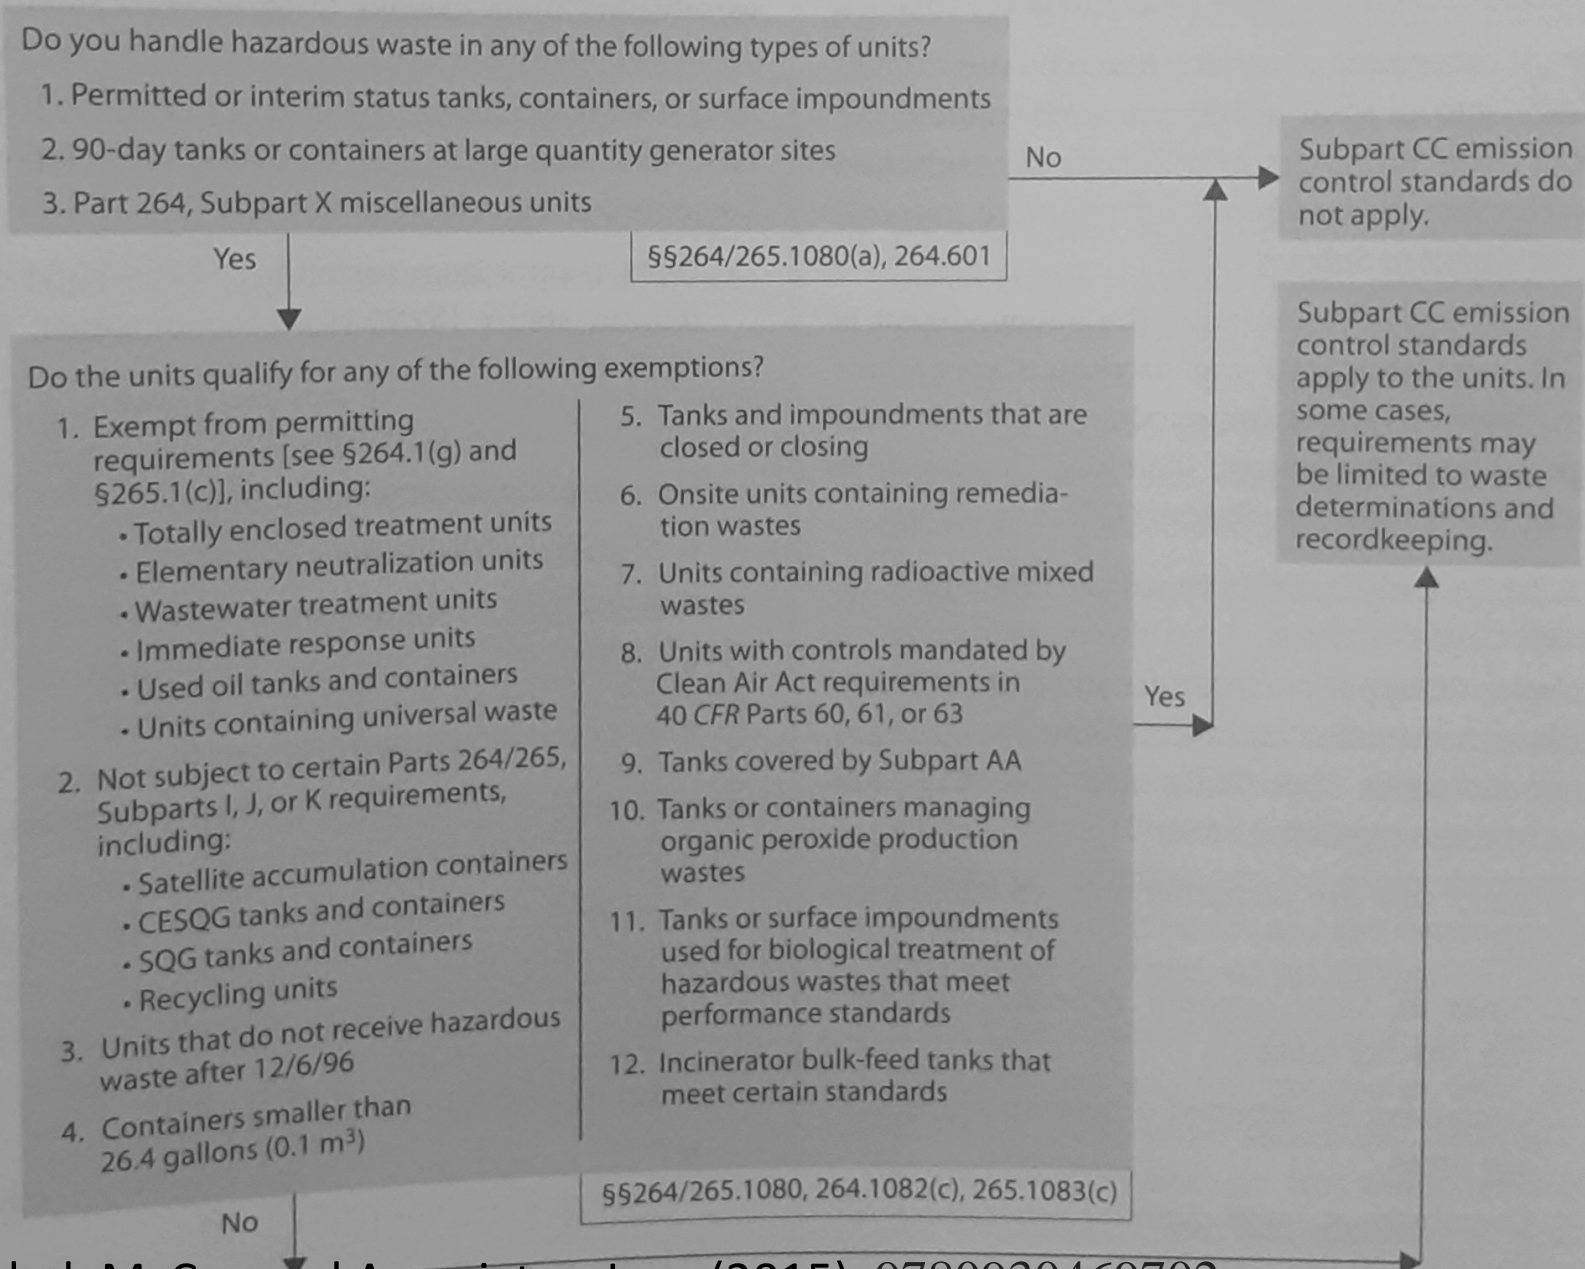 Do you handle hazardous waste in any of the following types of units?
1. Permitted or interim status tanks, containers, or surface impoundments
2. 90-day tanks or containers at large quantity generator sites
3. Part 264, Subpart X miscellaneous units
No
Subpart CC emission
control standards do
not apply.
Yes
§§264/265.1080(a), 264.601
Subpart CC emission
control standards
apply to the units. In
some cases,
requirements may
be limited to waste
determinations and
recordkeeping.
Do the units qualify for any of the following exemptions?
1. Exempt from permitting
requirements [see §264.1(g) and
§265.1(c)], including:
• Totally enclosed treatment units
• Elementary neutralization units
• Wastewater treatment units
• Immediate response units
• Used oil tanks and containers
• Units containing universal waste
2. Not subject to certain Parts 264/265,
Subparts I, J, or K requirements,
including:
• Satellite accumulation containers
• CESQG tanks and containers
• SQG tanks and containers
• Recycling units
3. Units that do not receive hazardous
waste after 12/6/96
4. Containers smaller than
26.4 gallons (0.1 m³)
5. Tanks and impoundments that are
closed or closing
6. Onsite units containing remedia-
tion wastes
7. Units containing radioactive mixed
wastes
8. Units with controls mandated by
Clean Air Act requirements in
40 CFR Parts 60, 61, or 63
9. Tanks covered by Subpart AA
10. Tanks or containers managing
organic peroxide production
wastes
11. Tanks or surface impoundments
used for biological treatment of
hazardous wastes that meet
performance standards
12. Incinerator bulk-feed tanks that
meet certain standards
Yes
§§264/265.1080, 264.1082(c), 265.1083(c)
No
(2015)